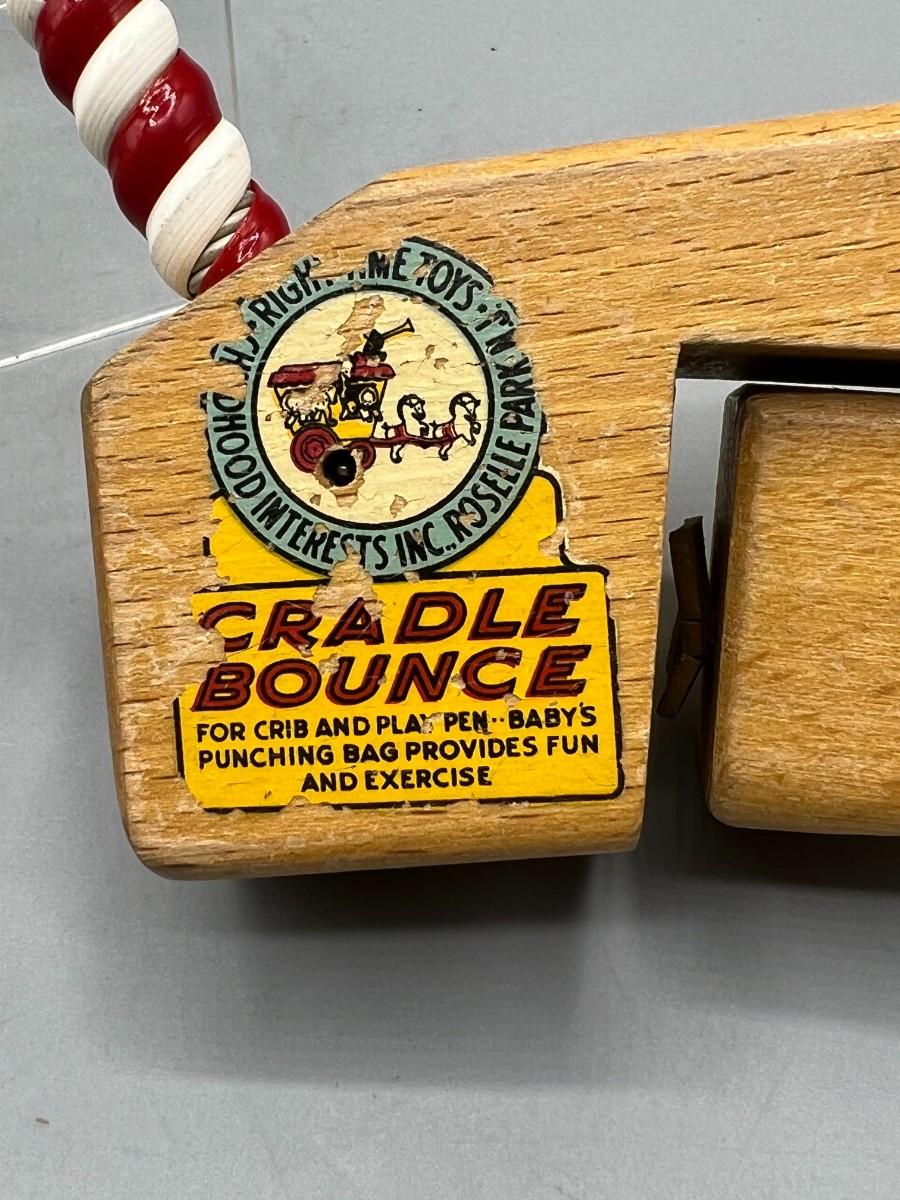 TOYS
DHOOD INTERESTS INC., ROSELLE PARK
CRADLE
BOUNCE
FOR CRIB AND PLAY PEN-- BABY'S
PUNCHING BAG PROVIDES FUN
AND EXERCISE